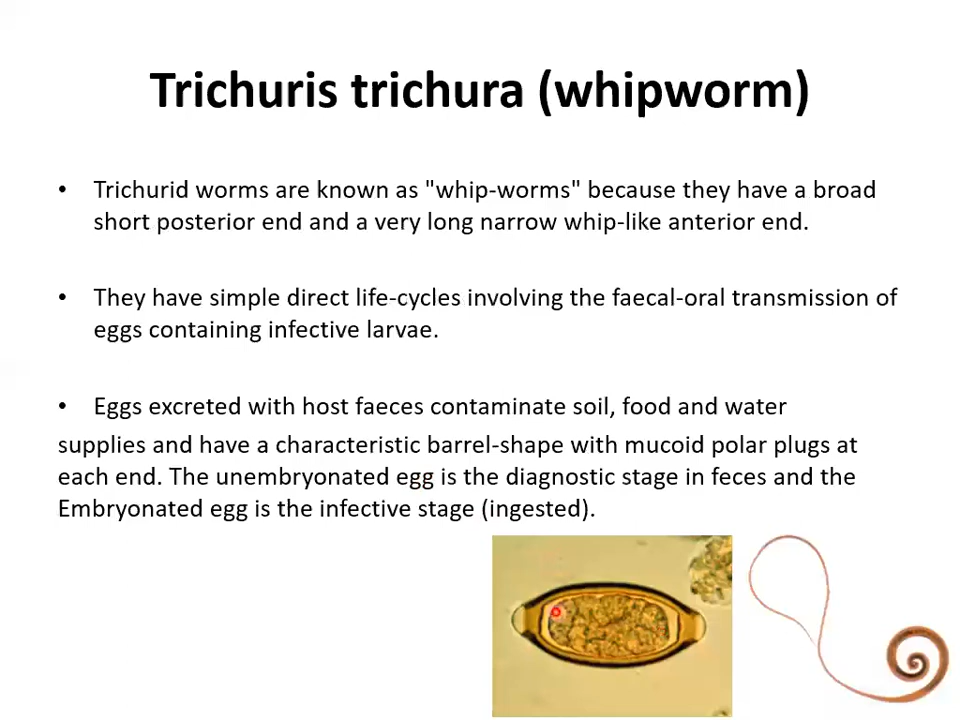 Trichuris trichura (whipworm)
• Trichurid worms are known as "whip-worms" because they have a broad
short posterior end and a very long narrow whip-like anterior end.
• They have simple direct life-cycles involving the faecal-oral transmission of
eggs containing infective larvae.
• Eggs excreted with host faeces contaminate soil, food and water
supplies and have a characteristic barrel-shape with mucoid polar plugs at
each end. The unembryonated egg is the diagnostic stage in feces and the
Embryonated egg is the infective stage (ingested).